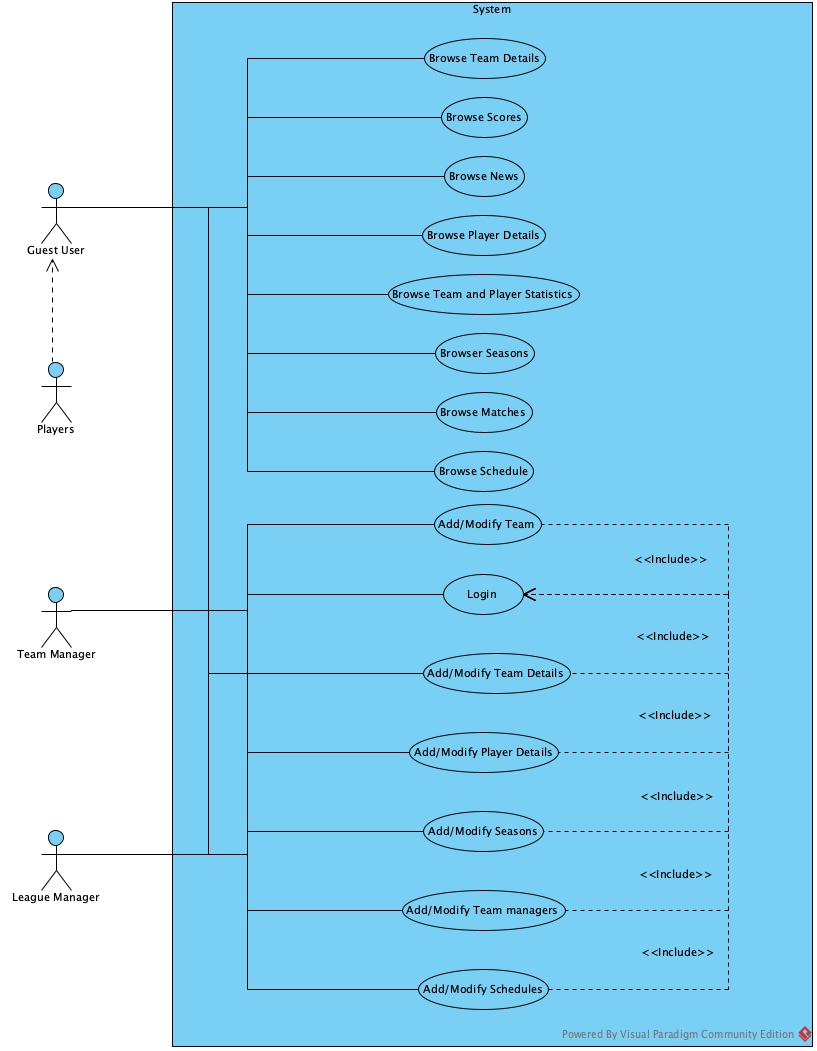 System
Browse Team Details
Browse Scores
Browse News
Guest User
Browse Player Details
Browse Team and Player Statistics
Browser Seasons
Browse Matches
Players
Browse Schedule
Add/Modify Team
<<Include>>
Login
<<Include>>
Team Manager
Add/Modify Team Details
<<Include>>
Add/Modify Player Details
<<Include>>
Add/Modify Seasons
<<Include>>
League Manager
Add/Modify Team managers
<<Include>>
Add/Modify Schedules
Powered By Visual Paradigm Community Edition